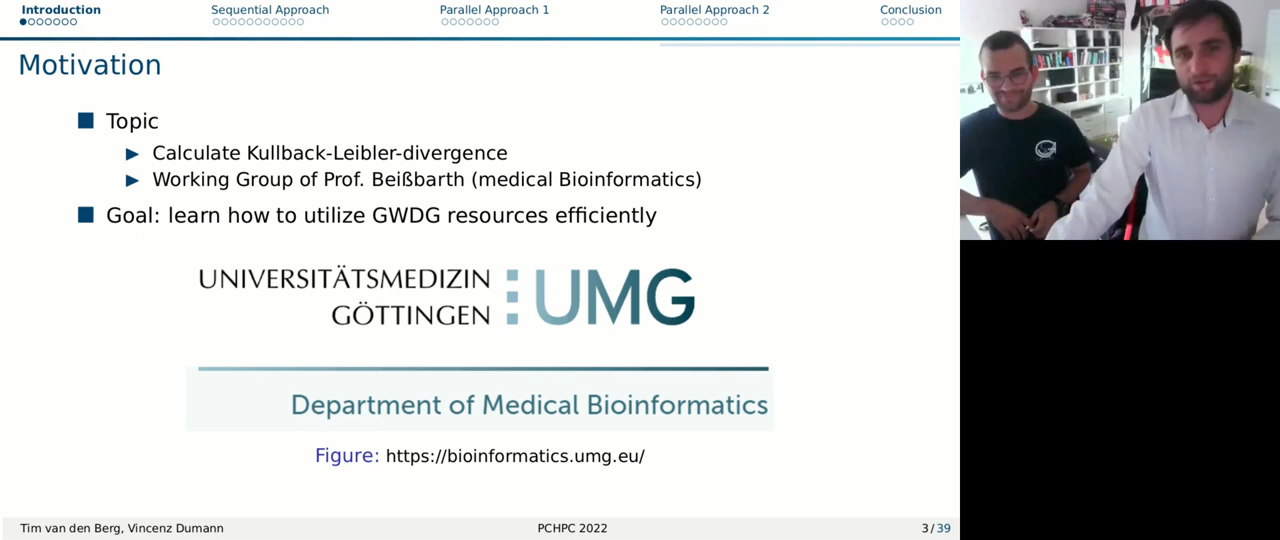 Introduction
Sequential Approach
Parallel Approach 1
Parallel Approach 2
Conclusion
Motivation
Topic
Calculate Kullback-Leibler-divergence
Working Group of Prof. Beißbarth (medical Bioinformatics)
Goal: learn how to utilize GWDG resources efficiently
UNIVERSITÄTSMEDIZIN
GÖTTINGEN
UMG
Department of Medical Bioinformatics
Figure: https://bioinformatics.umg.eu/
Tim van den Berg, Vincenz Dumann
PCHPC 2022
3/39